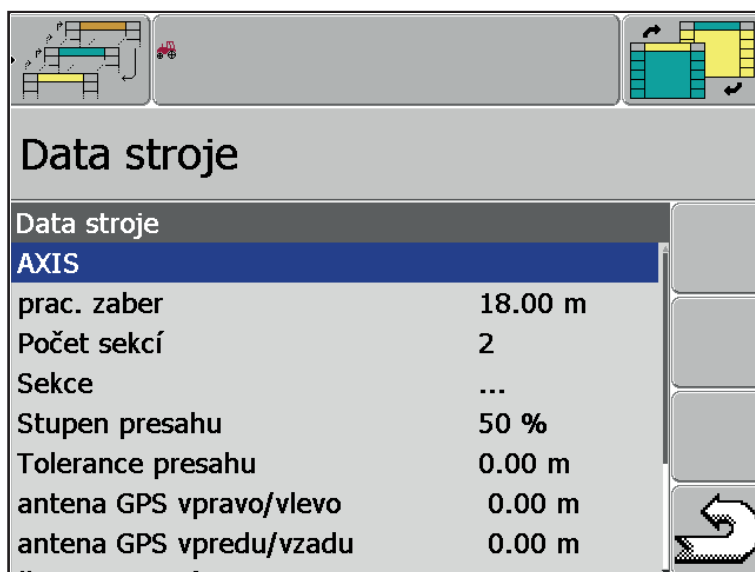 Data stroje
Data stroje
AXIS
prac. zaber 18.00 m
Počet sekcí 2
Sekce ...
Stupen presahu 50 %
Tolerance presahu 0.00 m
antena GPS vpravo/vlevo 0.00 m
antena GPS vpredu/vzadu 0.00 m